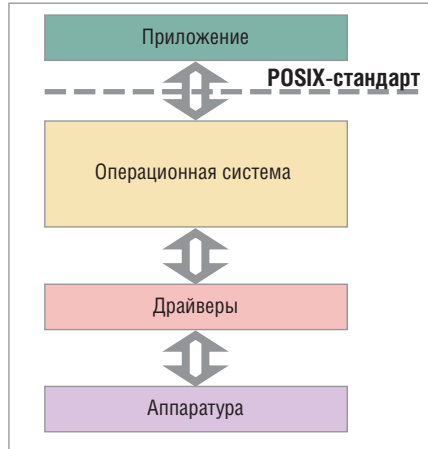 Приложение
POSIX-стандарт
Операционная система
Драйверы
Аппаратура